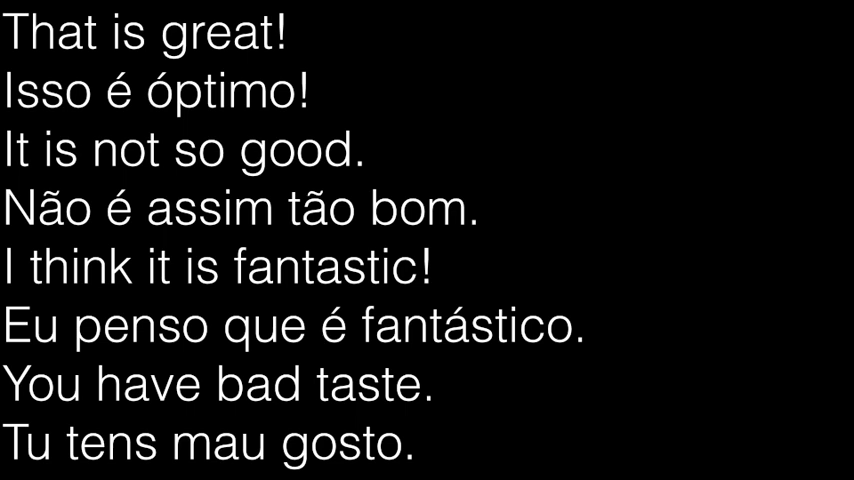 That is great!
Isso é óptimo!
It is not so good.
Não é assim tão bom.
I think it is fantastic!
Eu penso que é fantástico.
You have bad taste.
Tu tens mau gosto.